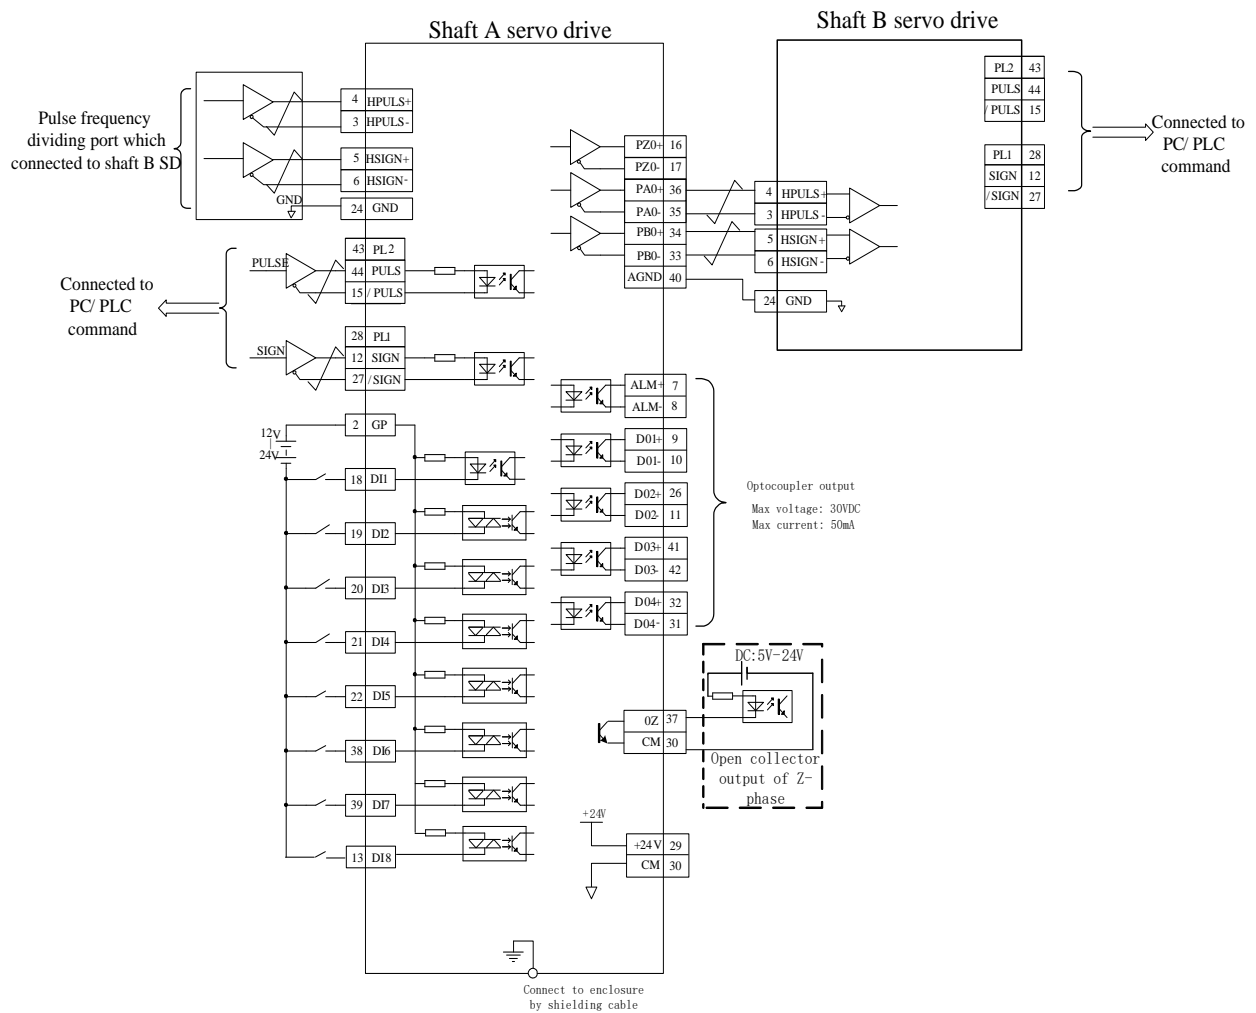 Shaft A servo drive
Shaft B servo drive
Pulse frequency
dividing port which
connected to shaft B SD
GND
4 HPULS+
3 HPULS-
5 HSIGN+
6 HSIGN-
24 GND
Connected to
PC/ PLC
command
PULSE
43 PL2
44 PULS
15 / PULS
SIGN
28 PL1
12 SIGN
27 /SIGN
12V
24V
2 GP
18 DI1
19 DI2
20 DI3
21 DI4
22 DI5
38 DI6
39 DI7
13 DI8
PZ0+ 16
PZ0- 17
PA0+ 36
PA0- 35
PB0+ 34
PB0- 33
AGND 40
4 HPULS+
3 HPULS-
5 HSIGN+
6 HSIGN-
24 GND
PL2 43
PULS 44
/ PULS 15
PL1 28
SIGN 12
/SIGN 27
Connected to
PC/ PLC
command
ALM+ 7
ALM- 8
D01+ 9
D01- 10
D02+ 26
D02- 11
D03+ 41
D03- 42
D04+ 32
D04- 31
Optocoupler output
Max voltage: 30VDC
Max current: 50mA
DC:5V-24V
0Z 37
CM 30
Open collector
output of Z-
phase
+24V
+24V 29
CM 30
Connect to enclosure
by shielding cable